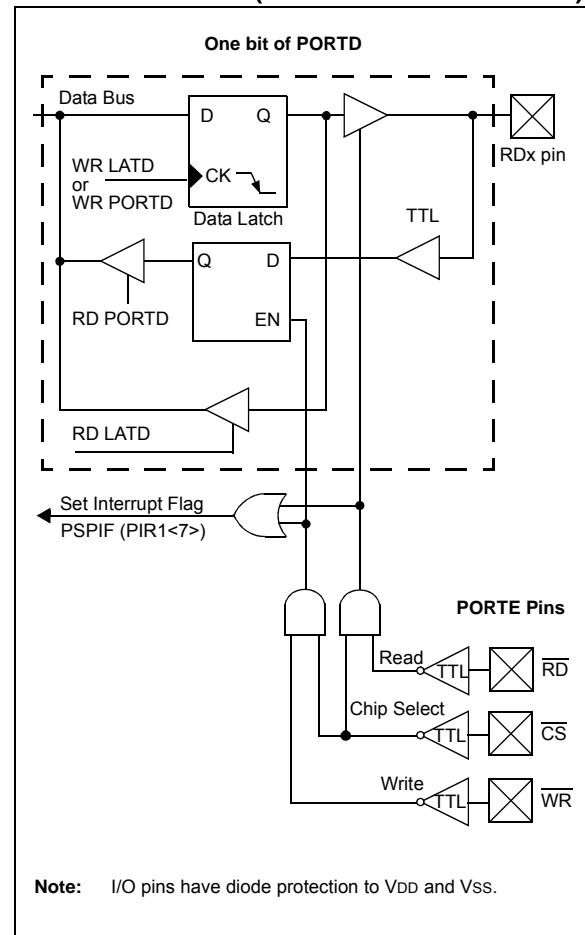 One bit of PORTD
Data Bus
D Q
RDx pin
WR LATD
or
WR PORTD
CK
Data Latch
TTL
Q D
RD PORTD
EN
RD LATD
Set Interrupt Flag
PSPIF (PIR1<7>)
PORTE Pins
Read
TTL
RD
Chip Select
TTL
CS
Write
TTL
WR
Note: I/O pins have diode protection to VDD and VSS.